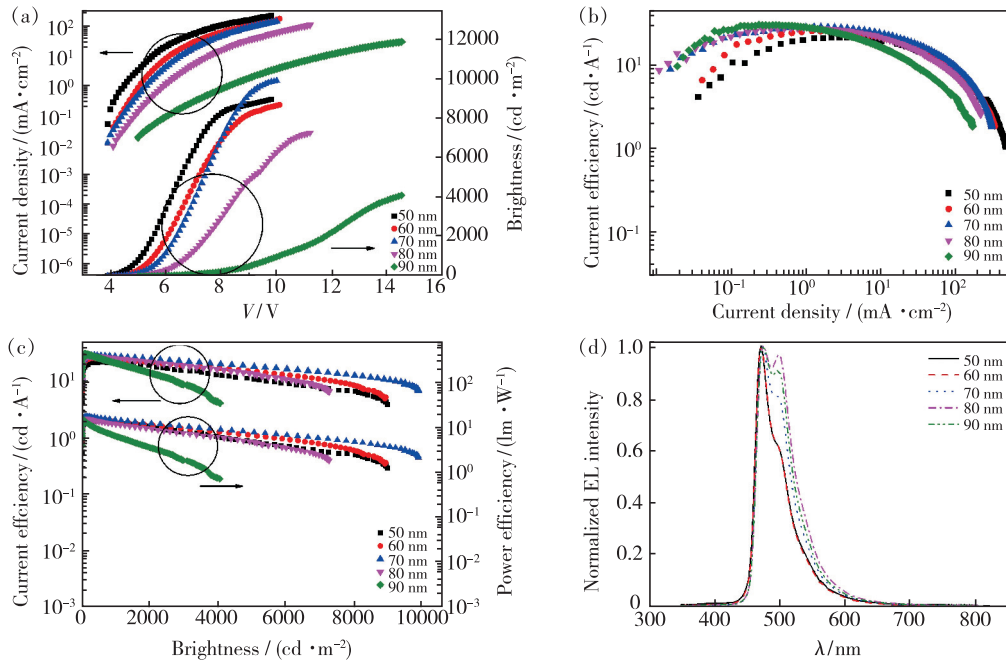 (a)
Current density / (mA·cm⁻²)
10²
10¹
10⁰
10⁻¹
10⁻²
10⁻³
10⁻⁴
10⁻⁵
10⁻⁶
4 6 8 10 12 14 16
V/V
12000
10000
8000
6000
4000
2000
0
Brightness/(cd·m⁻²)
50 nm
60 nm
70 nm
80 nm
90 nm
(b)
Current efficiency / (cd·A⁻¹)
10¹
10⁰
10⁻¹
10⁻¹ 10⁰ 10¹ 10²
Current density / (mA·cm⁻²)
50 nm
60 nm
70 nm
80 nm
90 nm
(c)
Current effciency / (cd·A⁻¹)
10¹
10⁰
10⁻¹
10⁻²
10⁻³
0 2000 4000 6000 8000 10000
Brightness / (cd·m⁻²)
10²
10¹
10⁰
10⁻¹
10⁻²
10⁻³
Power efficiency/(lm·W⁻¹)
50 nm
60 nm
70 nm
80 nm
90 nm
(d)
Normalized EL intensity
1.0
0.8
0.6
0.4
0.2
0
300 400 500 600 700 800
λ/nm
50 nm
60 nm
70 nm
80 nm
90 nm